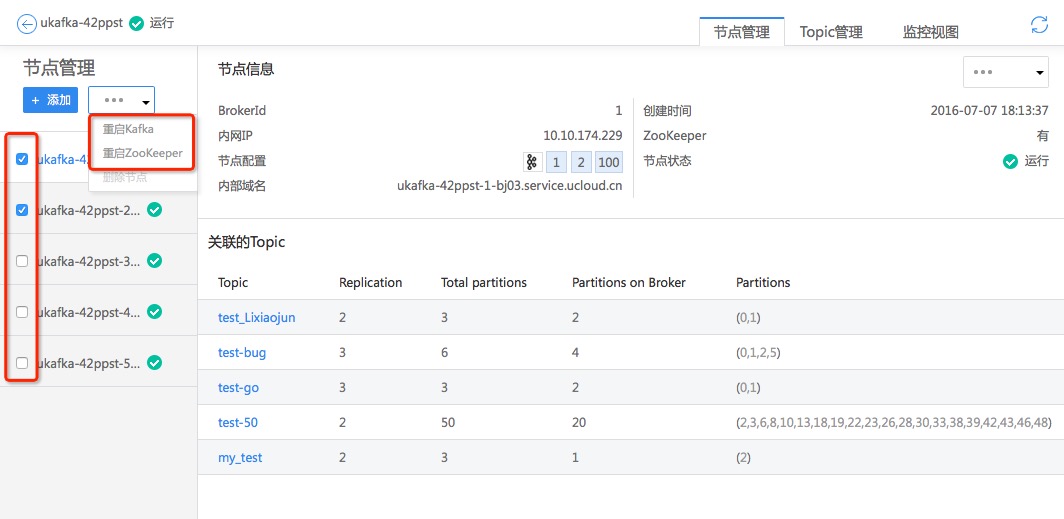 ukafka-42ppst 运行
节点管理 Topic管理 监控视图
节点管理
+ 添加
重启Kafka
重启ZooKeeper
删除节点
ukafka-42
ukafka-42ppst-2...
ukafka-42ppst-3...
ukafka-42ppst-4...
ukafka-42ppst-5...
节点信息
BrokerId 1 创建时间 2016-07-07 18:13:37
内网IP 10.10.174.229 ZooKeeper 有
节点配置 1 2 100 节点状态 运行
内部域名 ukafka-42ppst-1-bj03.service.ucloud.cn
关联的Topic
Topic Replication Total partitions Partitions on Broker Partitions
test_Lixiaojun 2 3 2 (0,1)
test-bug 3 6 4 (0,1,2,5)
test-go 3 3 2 (0,1)
test-50 2 50 20 (2,3,6,8,10,13,18,19,22,23,26,28,30,33,38,39,42,43,46,48)
my_test 2 3 1 (2)